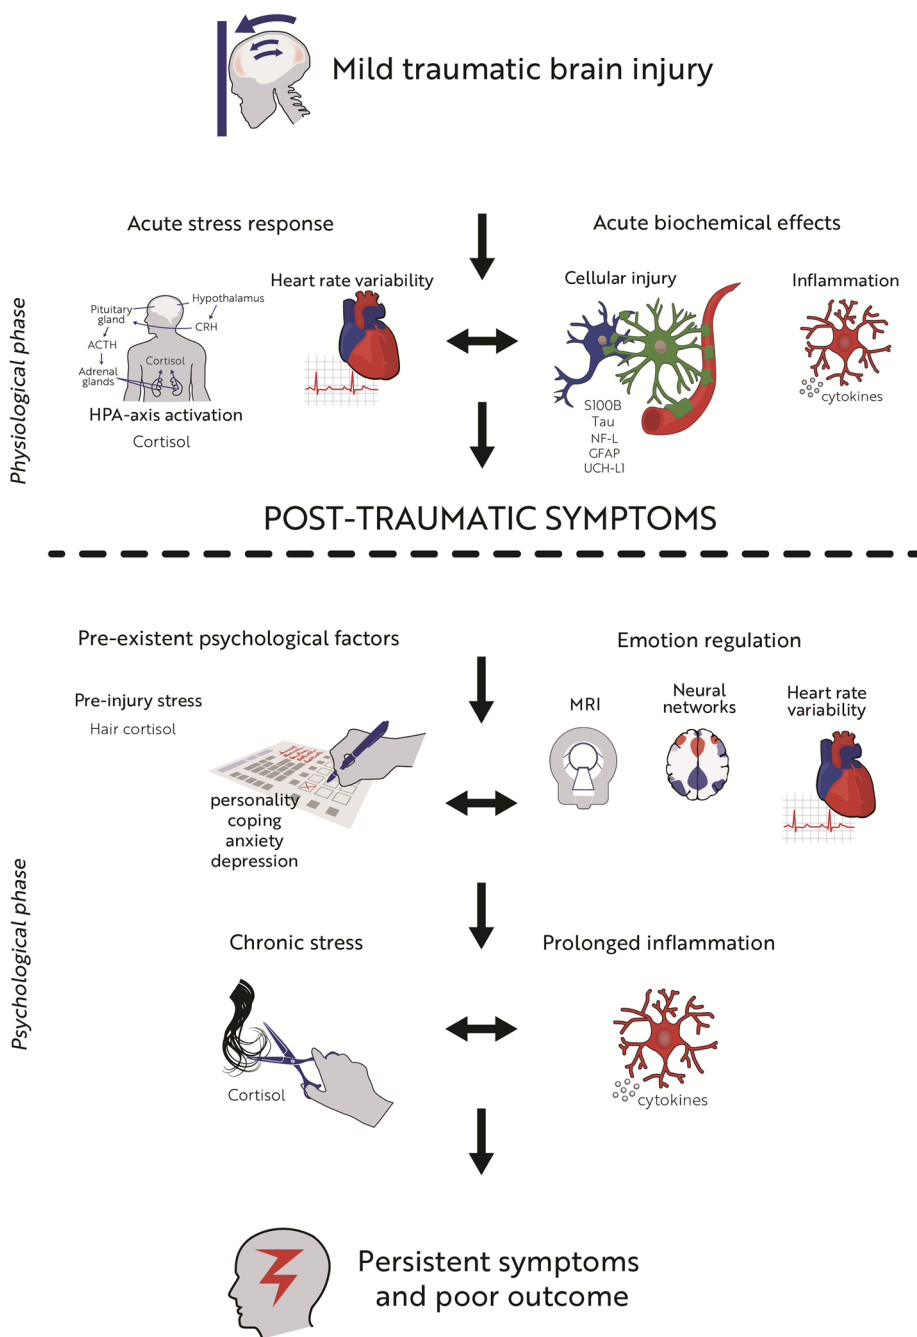 Mild traumatic brain injury
Physiological phase
Acute stress response
Acute biochemical effects
Heart rate variability
Cellular injury
Inflammation
Hypothalamus
Pituitary
gland
CRH
ACTH
Cortisol
Adrenal
glands
HPA-axis activation
Cortisol
S100B
Tau
NF-L
GFAP
UCH-L1
cytokines
POST-TRAUMATIC SYMPTOMS
Psychological phase
Pre-existent psychological factors
Emotion regulation
Pre-injury stress
Hair cortisol
personality
coping
anxiety
depression
MRI
Neural
networks
Heart rate
variability
Chronic stress
Prolonged inflammation
Cortisol
cytokines
Persistent symptoms
and poor outcome